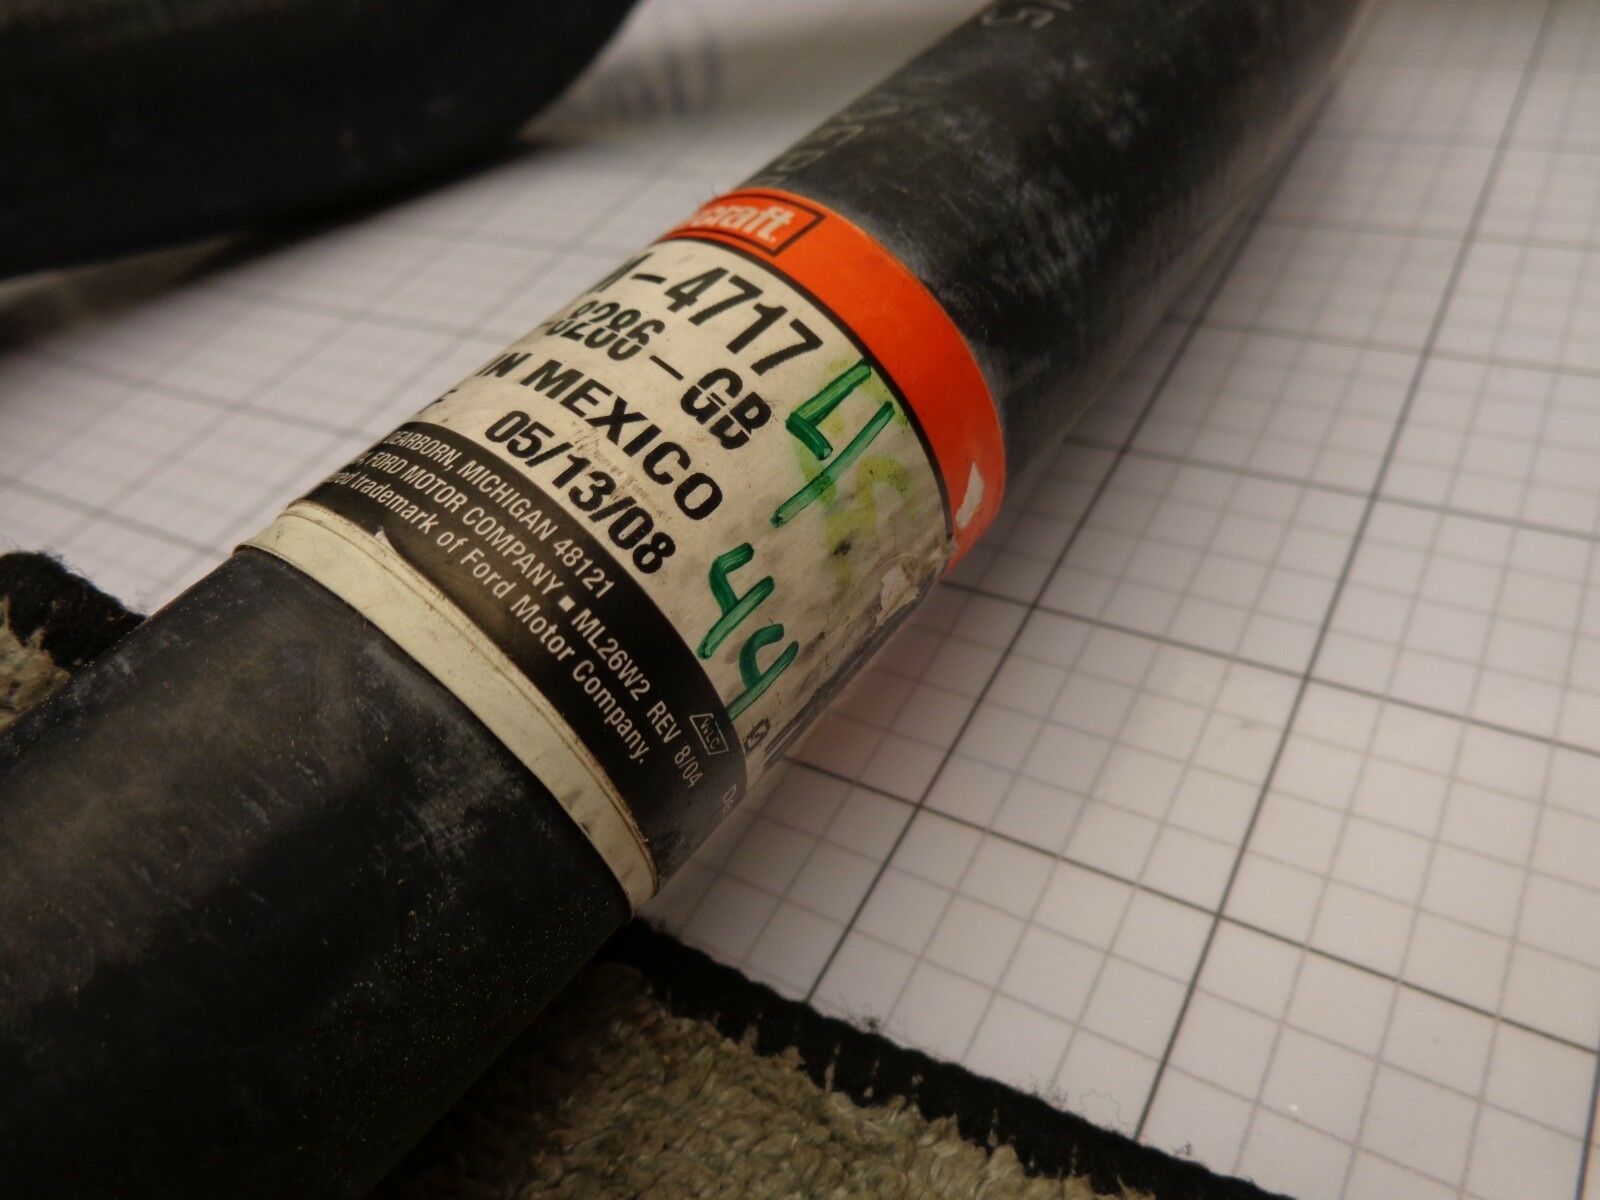 craft.
-4717
-8286-GB
IN MEXICO
05/13/08
4
44
DEARBORN, MICHIGAN 48121
FORD MOTOR COMPANY ■ ML26W2 REV 8/04
trademark of Ford Motor Company.